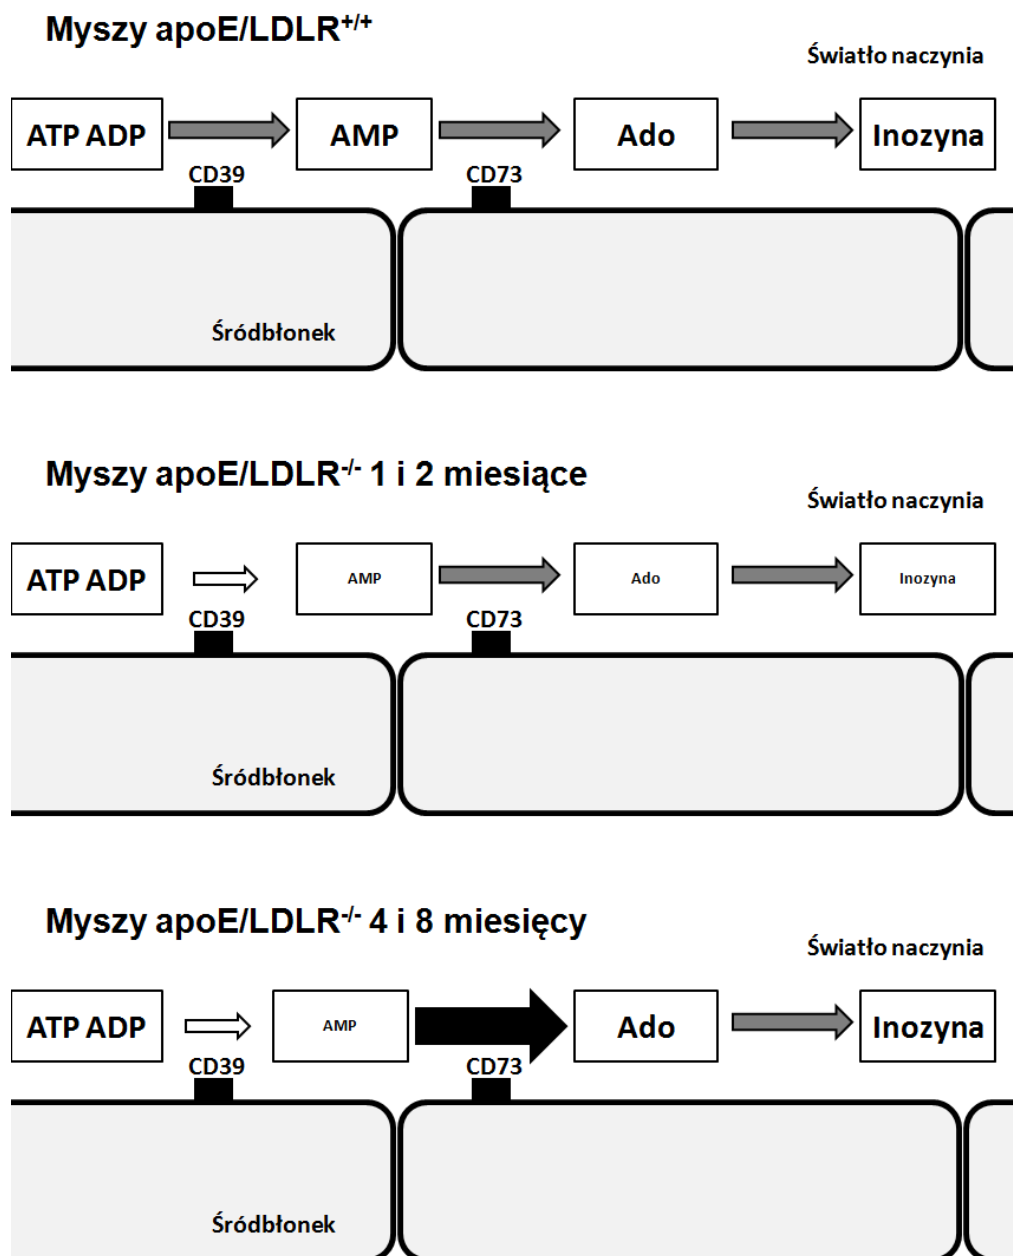 Myszy apoE/LDLR+/+
Światło naczynia
ATP ADP AMP Ado Inozyna
CD39 CD73
Śródbłonek
Myszy apoE/LDLR-/- 1 i 2 miesiące
Światło naczynia
ATP ADP AMP Ado Inozyna
CD39 CD73
Śródbłonek
Myszy apoE/LDLR-/- 4 i 8 miesięcy
Światło naczynia
ATP ADP AMP Ado Inozyna
CD39 CD73
Śródbłonek